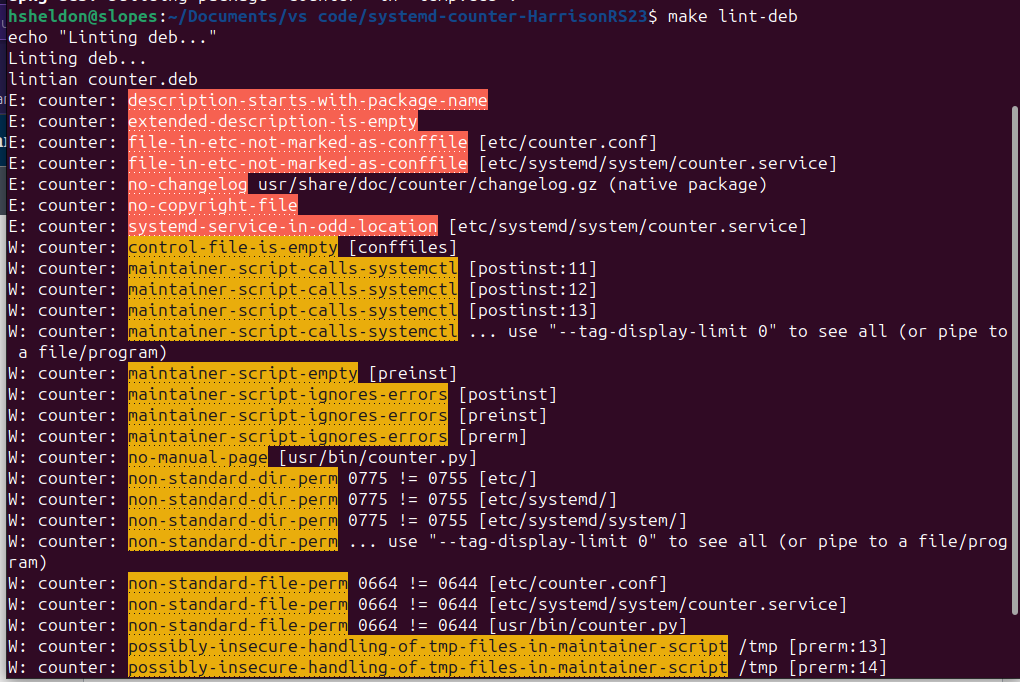 hsheldon@slopes:~/Documents/vs code/systemd-counter-HarrisonRS23$ make lint-deb
echo "Linting deb..."
Linting deb...
lintian counter.deb
E: counter: description-starts-with-package-name
E: counter: extended-description-is-empty
E: counter: file-in-etc-not-marked-as-conffile [etc/counter.conf]
E: counter: file-in-etc-not-marked-as-conffile [etc/systemd/system/counter.service]
E: counter: no-changelog usr/share/doc/counter/changelog.gz (native package)
E: counter: no-copyright-file
E: counter: systemd-service-in-odd-location [etc/systemd/system/counter.service]
W: counter: control-file-is-empty [conffiles]
W: counter: maintainer-script-calls-systemctl [postinst:11]
W: counter: maintainer-script-calls-systemctl [postinst:12]
W: counter: maintainer-script-calls-systemctl [postinst:13]
W: counter: maintainer-script-calls-systemctl ... use "--tag-display-limit 0" to see all (or pipe to
a file/program)
W: counter: maintainer-script-empty [preinst]
W: counter: maintainer-script-ignores-errors [postinst]
W: counter: maintainer-script-ignores-errors [preinst]
W: counter: maintainer-script-ignores-errors [prerm]
W: counter: no-manual-page [usr/bin/counter.py]
W: counter: non-standard-dir-perm 0775 != 0755 [etc/]
W: counter: non-standard-dir-perm 0775 != 0755 [etc/systemd/]
W: counter: non-standard-dir-perm 0775 != 0755 [etc/systemd/system/]
W: counter: non-standard-dir-perm ... use "--tag-display-limit 0" to see all (or pipe to a file/prog
ram)
W: counter: non-standard-file-perm 0664 != 0644 [etc/counter.conf]
W: counter: non-standard-file-perm 0664 != 0644 [etc/systemd/system/counter.service]
W: counter: non-standard-file-perm 0664 != 0644 [usr/bin/counter.py]
W: counter: possibly-insecure-handling-of-tmp-files-in-maintainer-script /tmp [prerm:13]
W: counter: possibly-insecure-handling-of-tmp-files-in-maintainer-script /tmp [prerm:14]